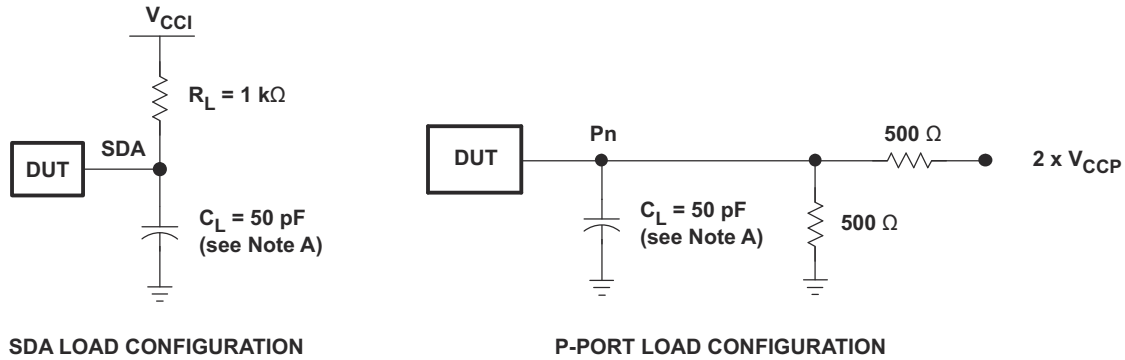 VCCI
RL = 1 kΩ
DUT
SDA
CL = 50 pF
(see Note A)
SDA LOAD CONFIGURATION
DUT
Pn
500 Ω
2 x VCCP
CL = 50 pF
(see Note A)
500 Ω
P-PORT LOAD CONFIGURATION